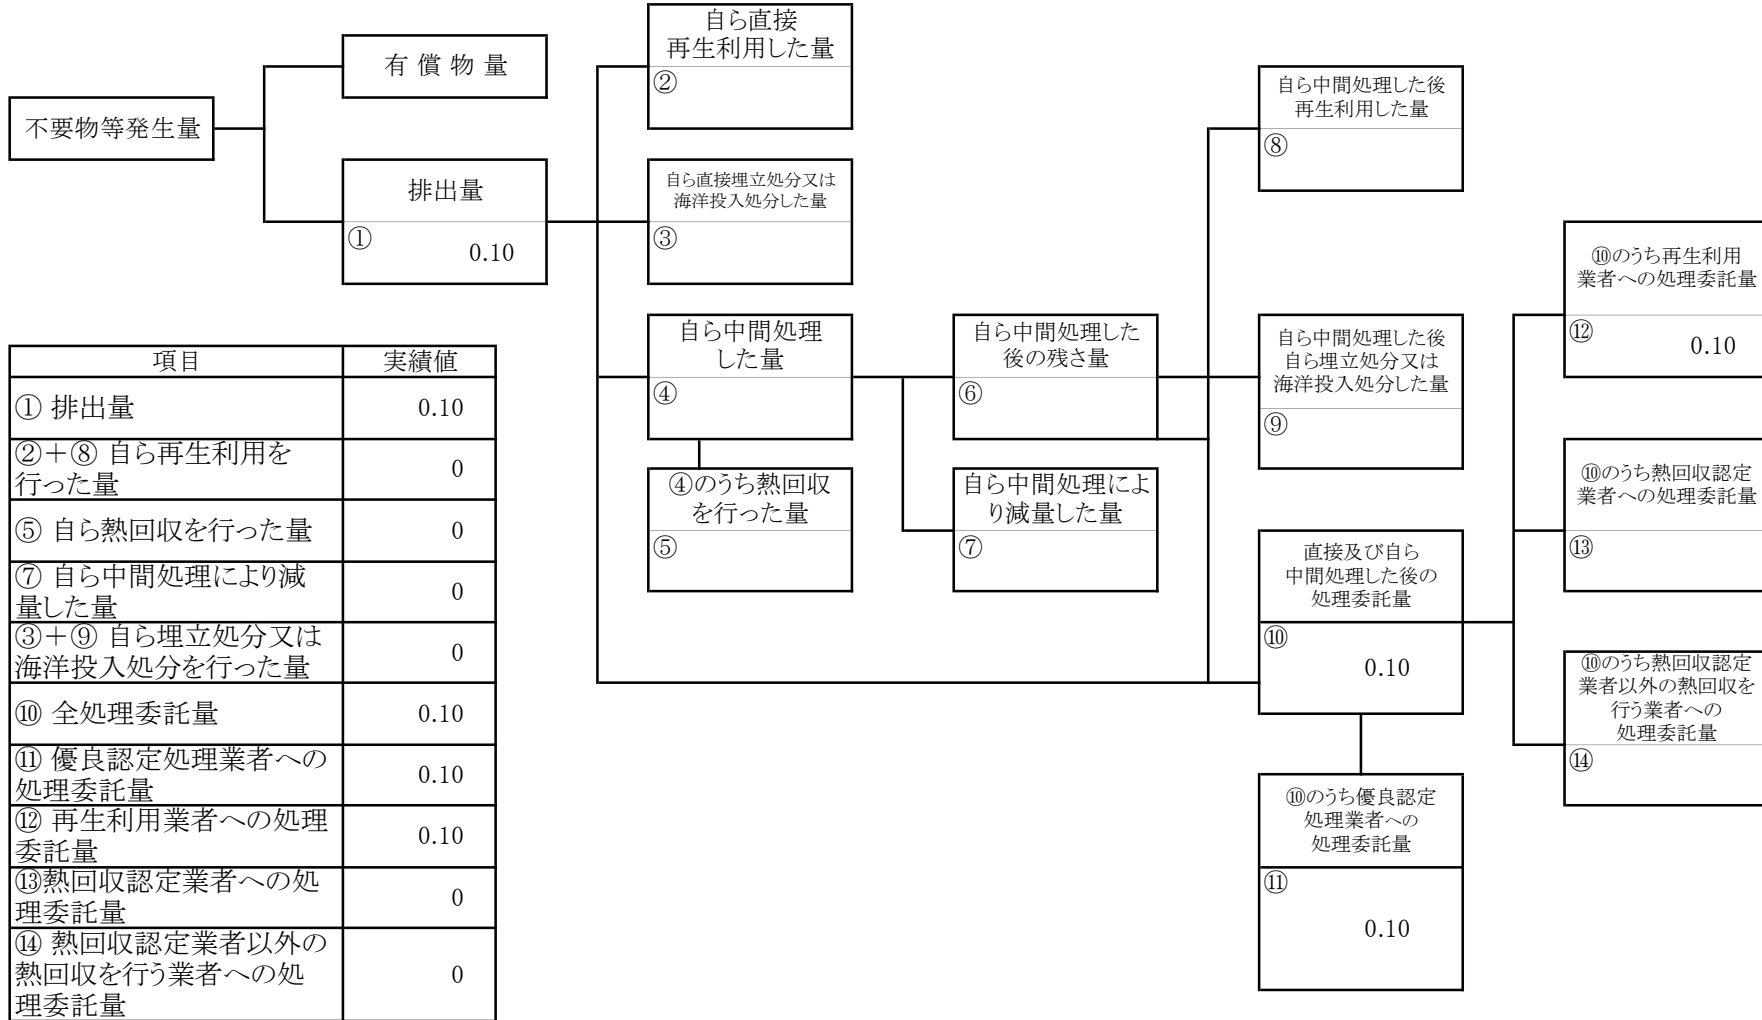 不要物等発生量
有 償 物 量
排出量
① 0.10
自ら直接
再生利用した量
②
自ら直接埋立処分又は
海洋投入処分した量
③
自ら中間処理
した量
④
④のうち熱回収
を行った量
⑤
自ら中間処理した
後の残さ量
⑥
自ら中間処理によ
り減量した量
⑦
自ら中間処理した後
再生利用した量
⑧
自ら中間処理した後
自ら埋立処分又は
海洋投入処分した量
⑨
直接及び自ら
中間処理した後の
処理委託量
⑩
0.10
⑩のうち優良認定
処理業者への
処理委託量
⑪
0.10
⑩のうち再生利用
業者への処理委託量
⑫ 0.10
⑩のうち熱回収認定
業者への処理委託量
⑬
⑩のうち熱回収認定
業者以外の熱回収を
行う業者への
処理委託量
⑭
項目 実績値
① 排出量 0.10
②＋⑧ 自ら再生利用を
行った量 0
⑤ 自ら熱回収を行った量 0
⑦ 自ら中間処理により減
量した量 0
③＋⑨ 自ら埋立処分又は
海洋投入処分を行った量 0
⑩ 全処理委託量 0.10
⑪ 優良認定処理業者への
処理委託量 0.10
⑫ 再生利用業者への処理
委託量 0.10
⑬熱回収認定業者への処
理委託量 0
⑭ 熱回収認定業者以外の
熱回収を行う業者への処
理委託量 0